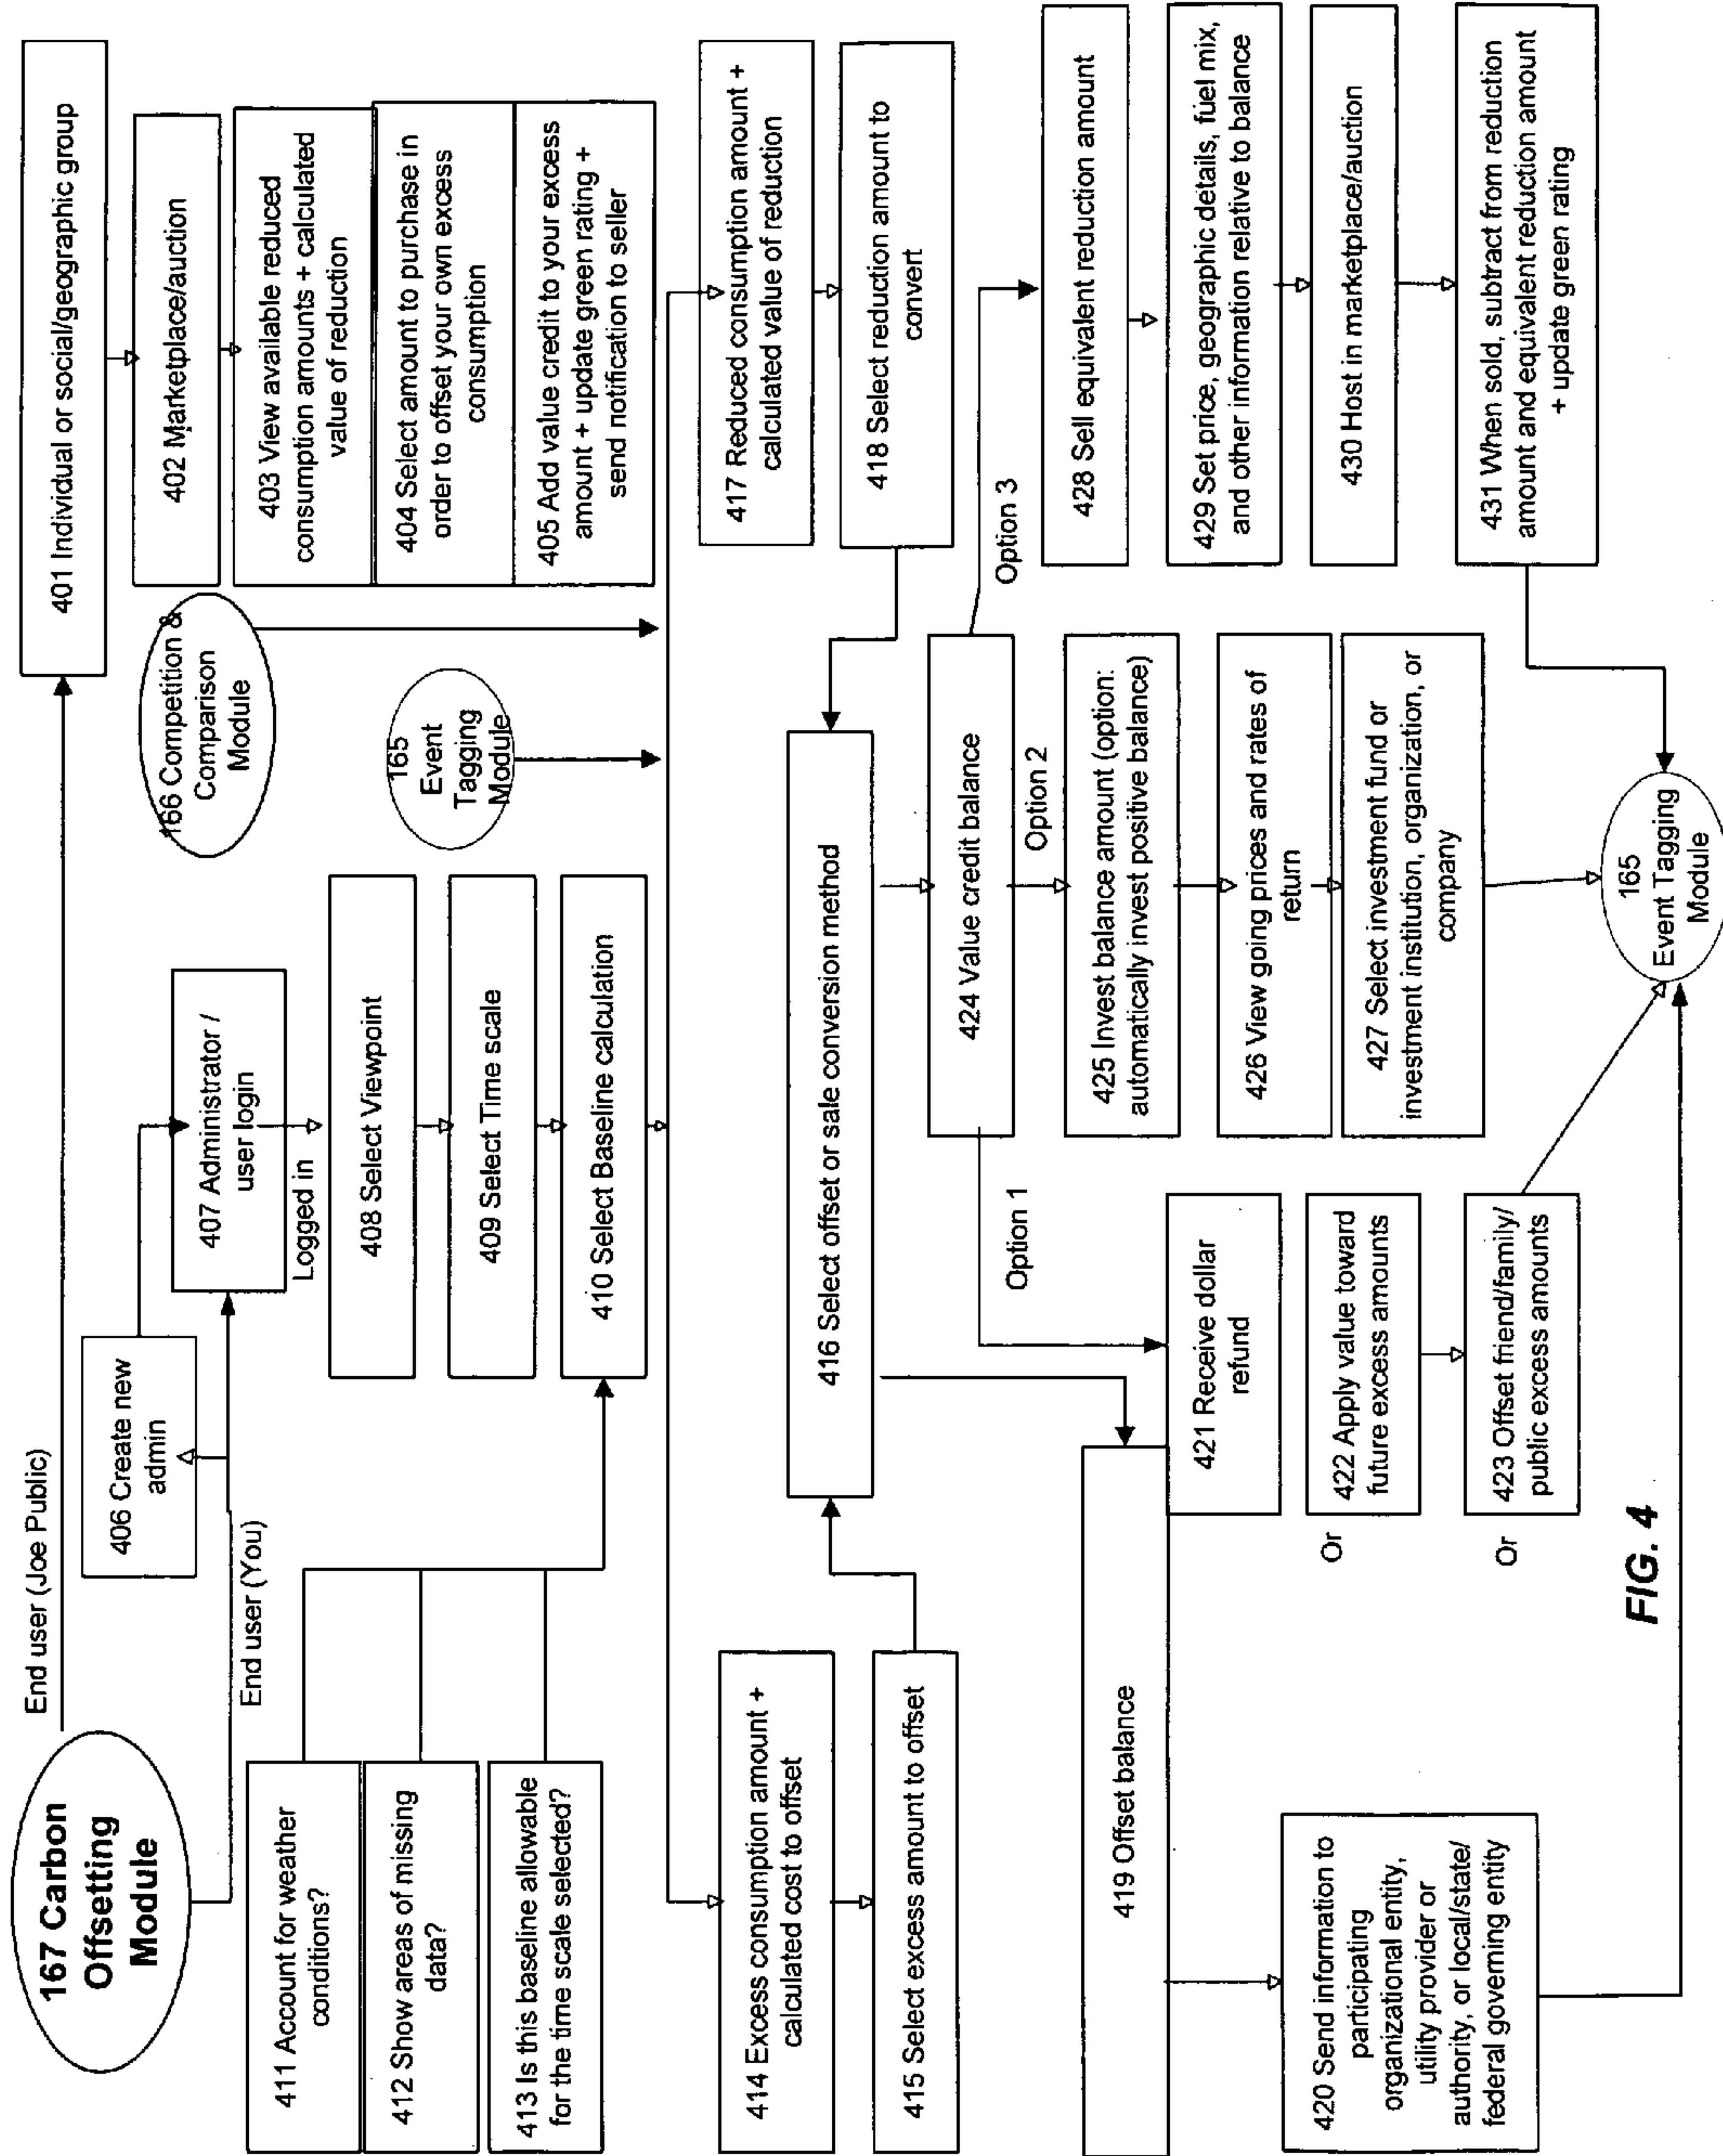 167 Carbon
Offsetting
Module
End user (Joe Public)
End user (You)
401 Individual or social/geographic group
402 Marketplace/auction
403 View available reduced
consumption amounts + calculated
value of reduction
404 Select amount to purchase in
order to offset your own excess
consumption
405 Add value credit to your excess
amount + update green rating +
send notification to seller
166 Competition &
Comparison
Module
165
Event
Tagging
Module
406 Create new
admin
407 Administrator /
user login
Logged in
408 Select Viewpoint
409 Select Time scale
410 Select Baseline calculation
411 Account for weather
conditions?
412 Show areas of missing
data?
413 Is this baseline allowable
for the time scale selected?
414 Excess consumption amount +
calculated cost to offset
415 Select excess amount to offset
416 Select offset or sale conversion method
417 Reduced consumption amount +
calculated value of reduction
418 Select reduction amount to
convert
419 Offset balance
420 Send information to
participating
organizational entity,
utility provider or
authority, or local/state/
federal governing entity
Option 1
421 Receive dollar
refund
Or
422 Apply value toward
future excess amounts
Or
423 Offset friend/family/
public excess amounts
424 Value credit balance
Option 2
425 Invest balance amount (option:
automatically invest positive balance)
426 View going prices and rates of
return
427 Select investment fund or
investment institution, organization, or
company
Option 3
428 Sell equivalent reduction amount
429 Set price, geographic details, fuel mix,
and other information relative to balance
430 Host in marketplace/auction
431 When sold, subtract from reduction
amount and equivalent reduction amount
+ update green rating
165
Event Tagging
Module
FIG. 4